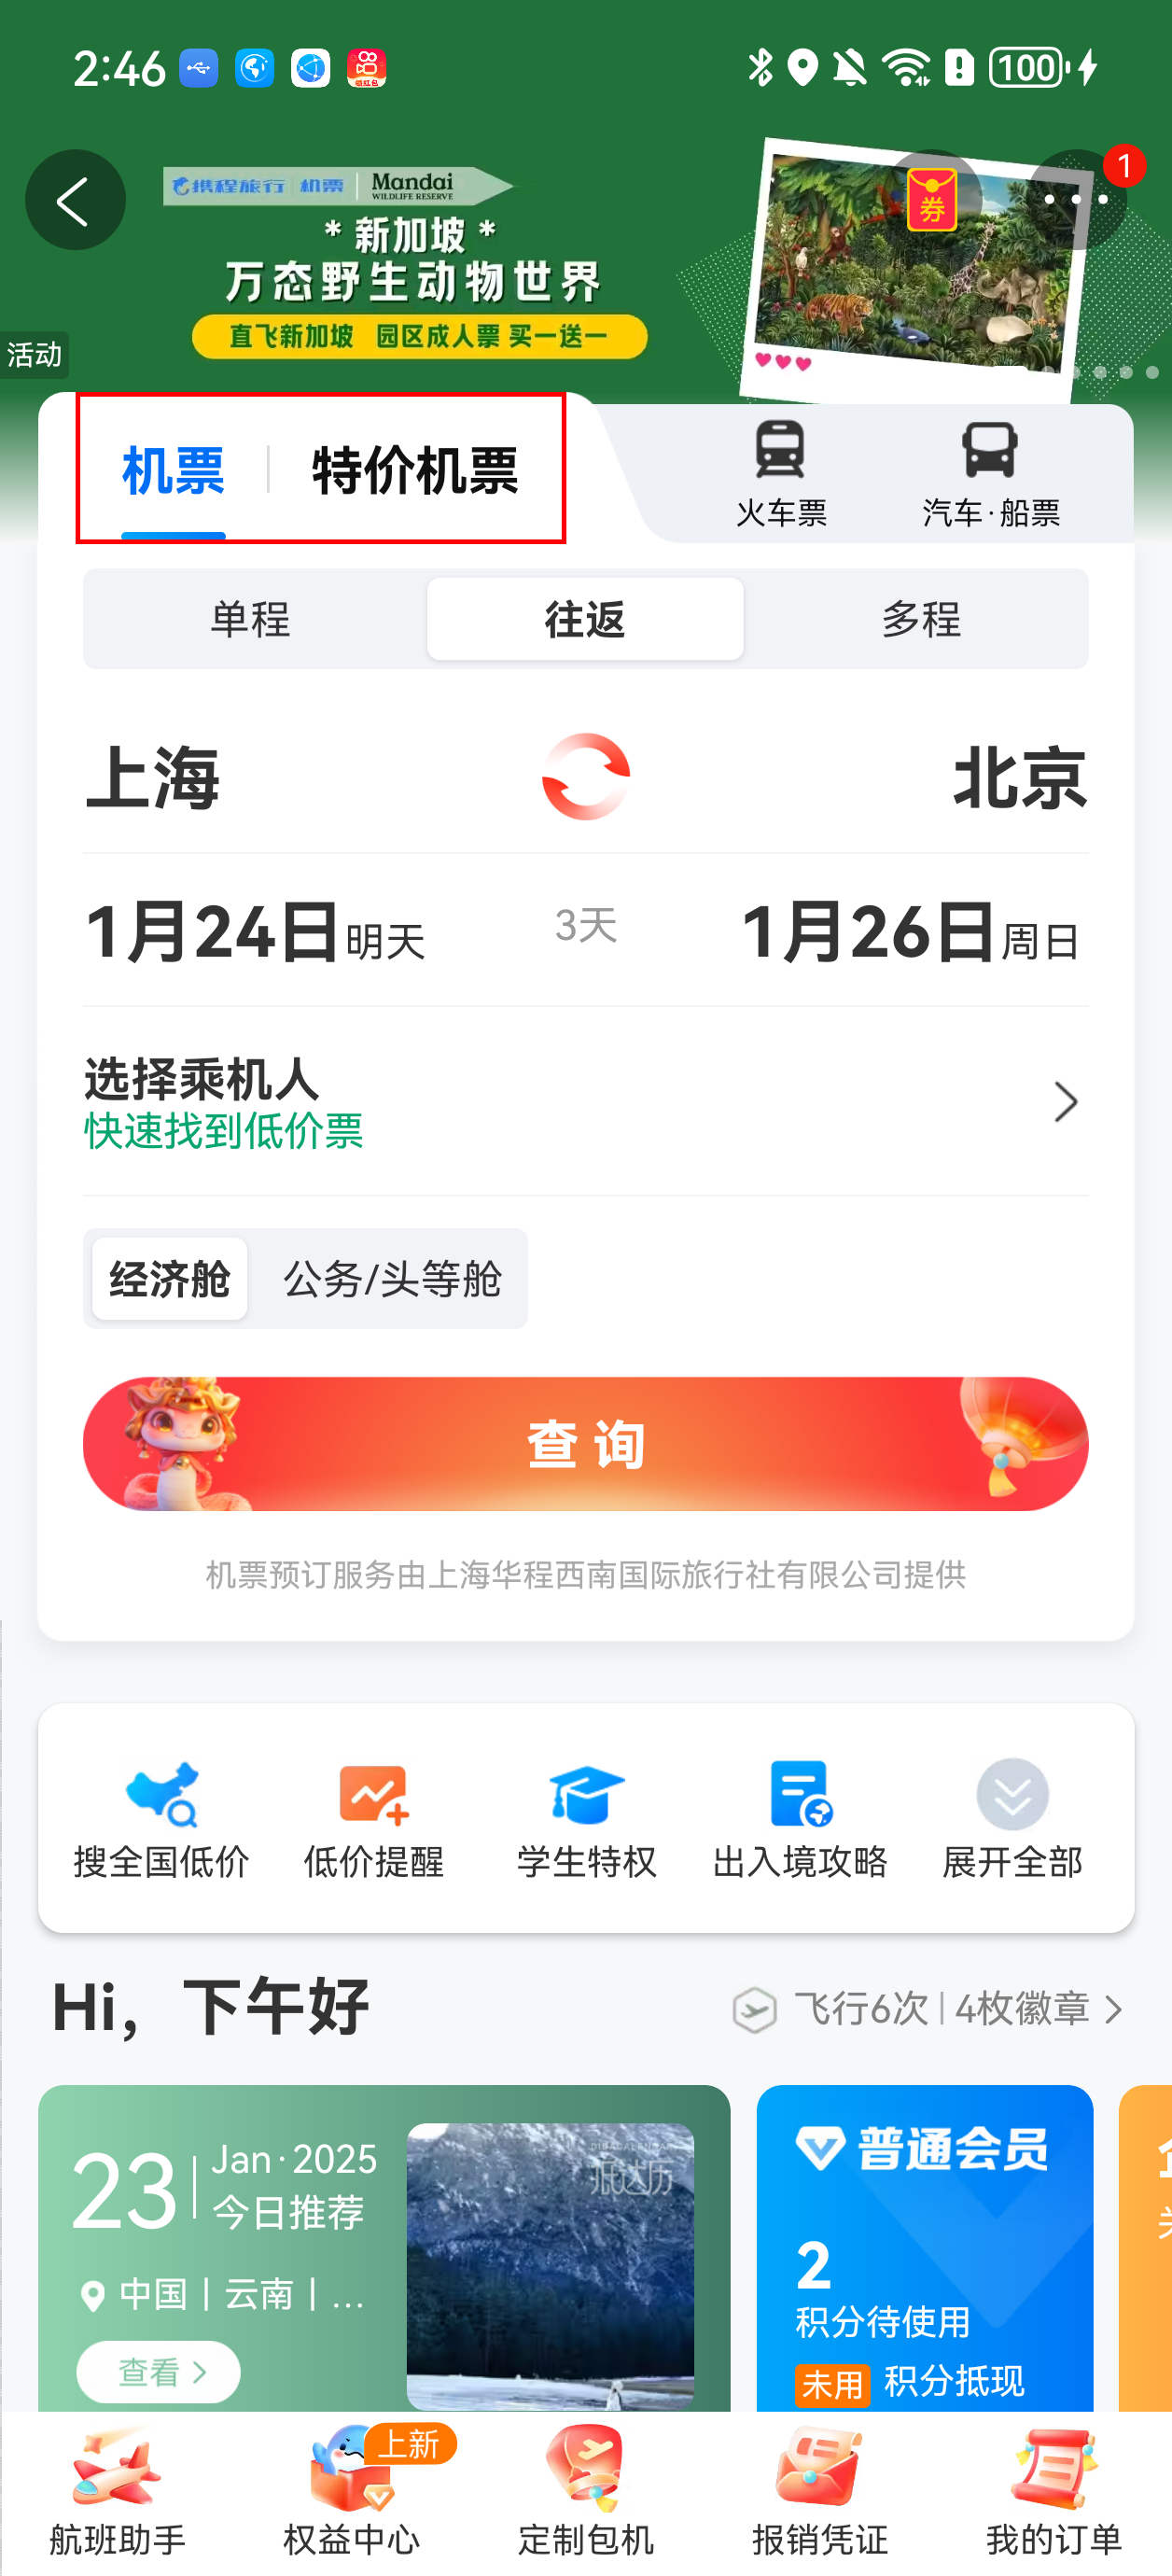 2:46
100
携程旅行 机票 Mandai
WILDLIFE RESERVE
* 新加坡 *
万态野生动物世界
直飞新加坡 园区成人票 买一送一
券
1
活动
机票 特价机票
火车票 汽车·船票
单程 往返 多程
上海 北京
1月24日明天 3天 1月26日周日
选择乘机人
快速找到低价票
经济舱 公务/头等舱
查询
机票预订服务由上海华程西南国际旅行社有限公司提供
搜全国低价 低价提醒 学生特权 出入境攻略 展开全部
Hi，下午好 飞行6次 4枚徽章
23 Jan·2025
今日推荐
中国丨云南丨...
查看
普通会员
2
积分待使用
未用 积分抵现
上新
航班助手 权益中心 定制包机 报销凭证 我的订单